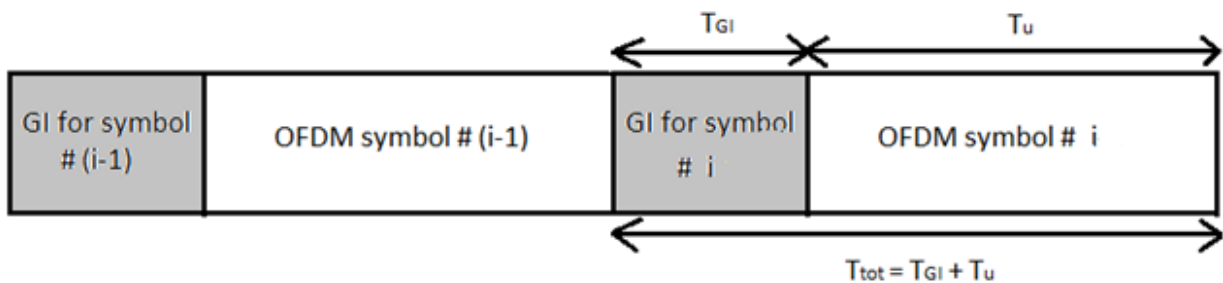 TGI
Tu
GI for symbol
# (i-1)
OFDM symbol # (i-1)
GI for symbol
# i
OFDM symbol # i
Ttot = TGI + Tu